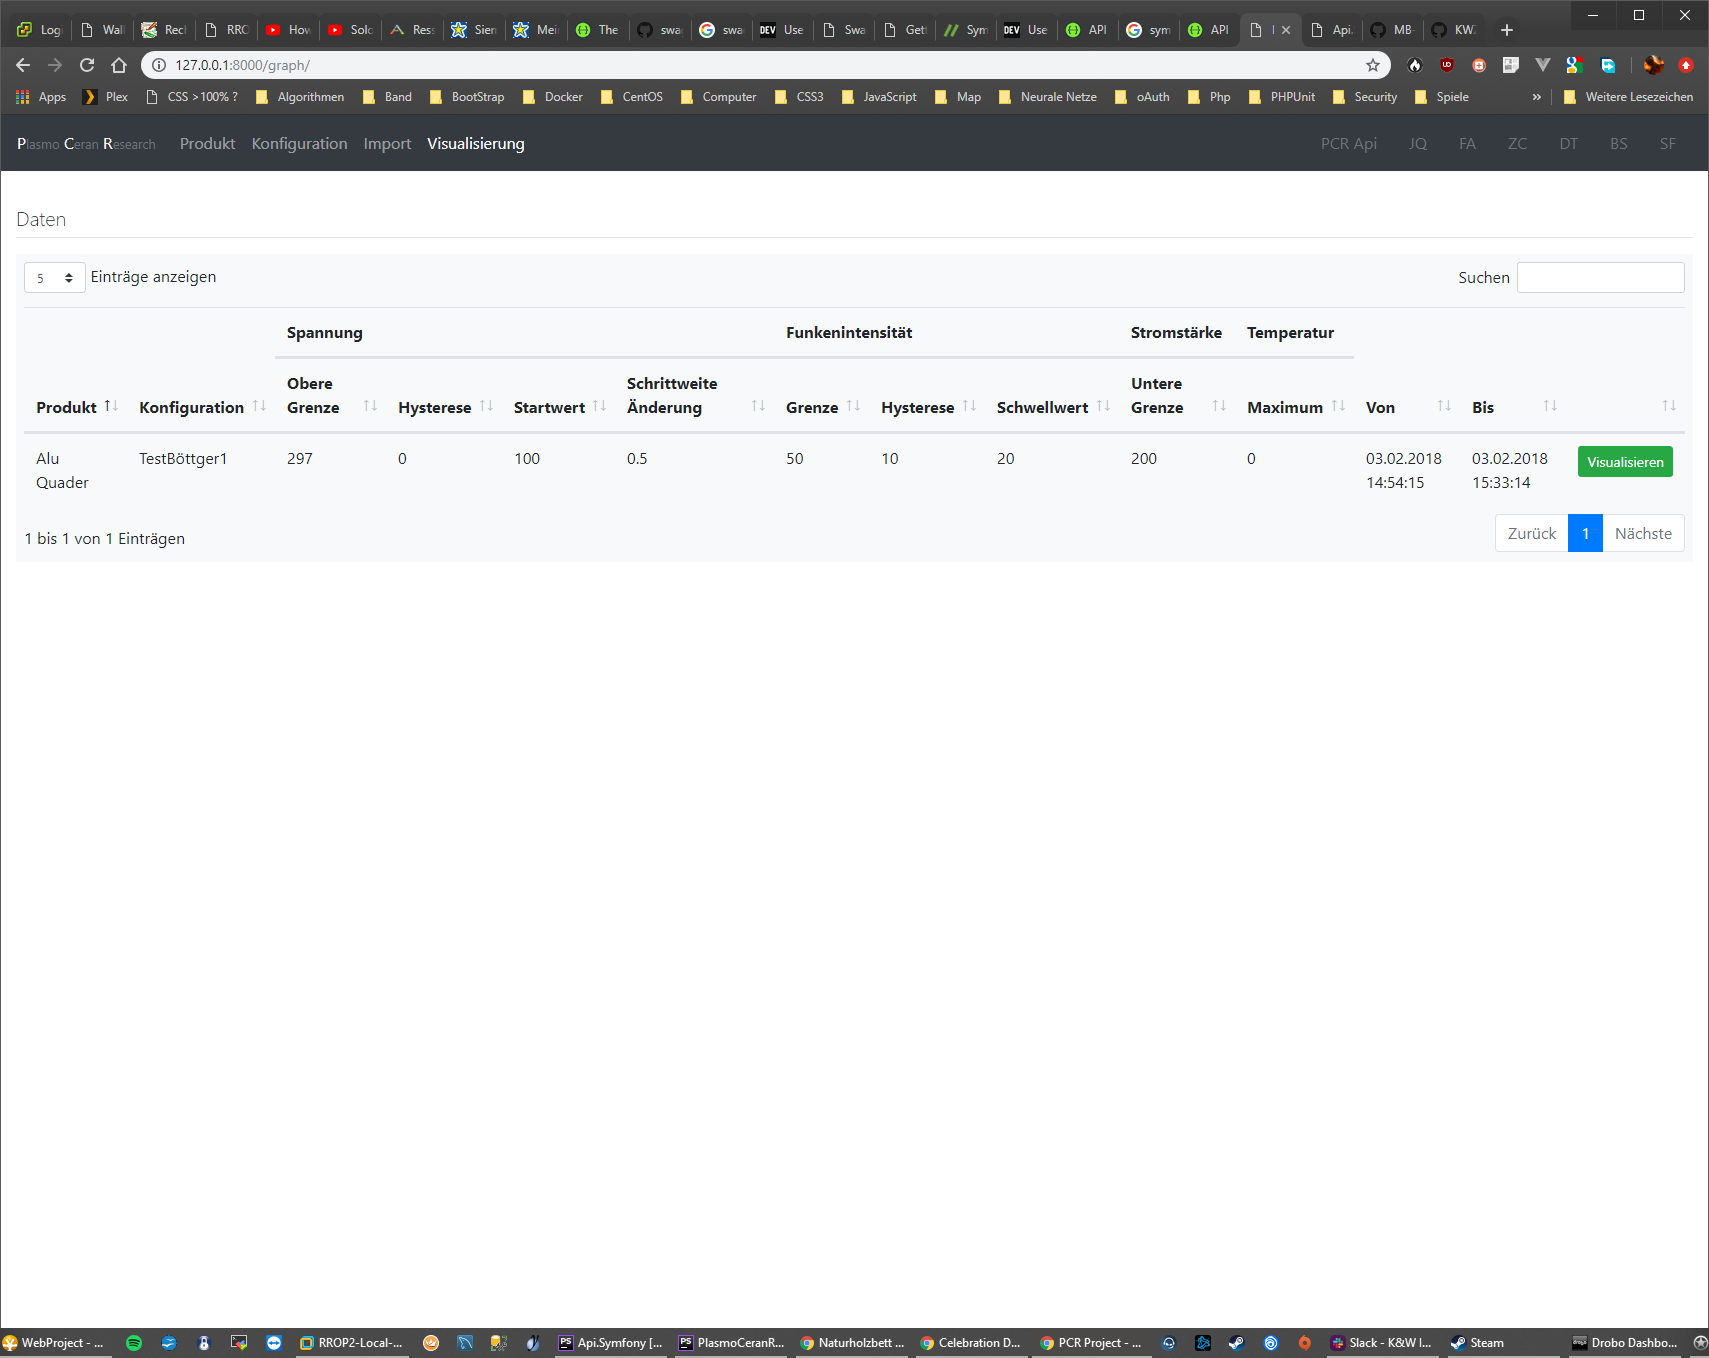 Logi Wall Rech RRO How Solo Ress Sien Mei The swa swa Use Swa Gett Sym Use API sym API Api. MB- KW.
127.0.0.1:8000/graph/
Apps Plex CSS >100% ? Algorithmen Band BootStrap Docker CentOS Computer CSS3 JavaScript Map Neurale Netze oAuth Php PHPUnit Security Spiele » Weitere Lesezeichen
Plasmo Ceran Research Produkt Konfiguration Import Visualisierung PCR Api JQ FA ZC DT BS SF
Daten
5 Einträge anzeigen Suchen
Spannung Funkenintensität Stromstärke Temperatur
Obere Schrittweite Untere
Produkt Konfiguration Grenze Hysterese Startwert Änderung Grenze Hysterese Schwellwert Grenze Maximum Von Bis
Alu TestBöttger1 297 0 100 0.5 50 10 20 200 0 03.02.2018 03.02.2018 Visualisieren
Quader 14:54:15 15:33:14
1 bis 1 von 1 Einträgen Zurück 1 Nächste
WebProject - ... RROP2-Local-... Api.Symfony [... PlasmoCeranR... Naturholzbett ... Celebration D... PCR Project - ... Slack - K&W I... Steam Drobo Dashbo...